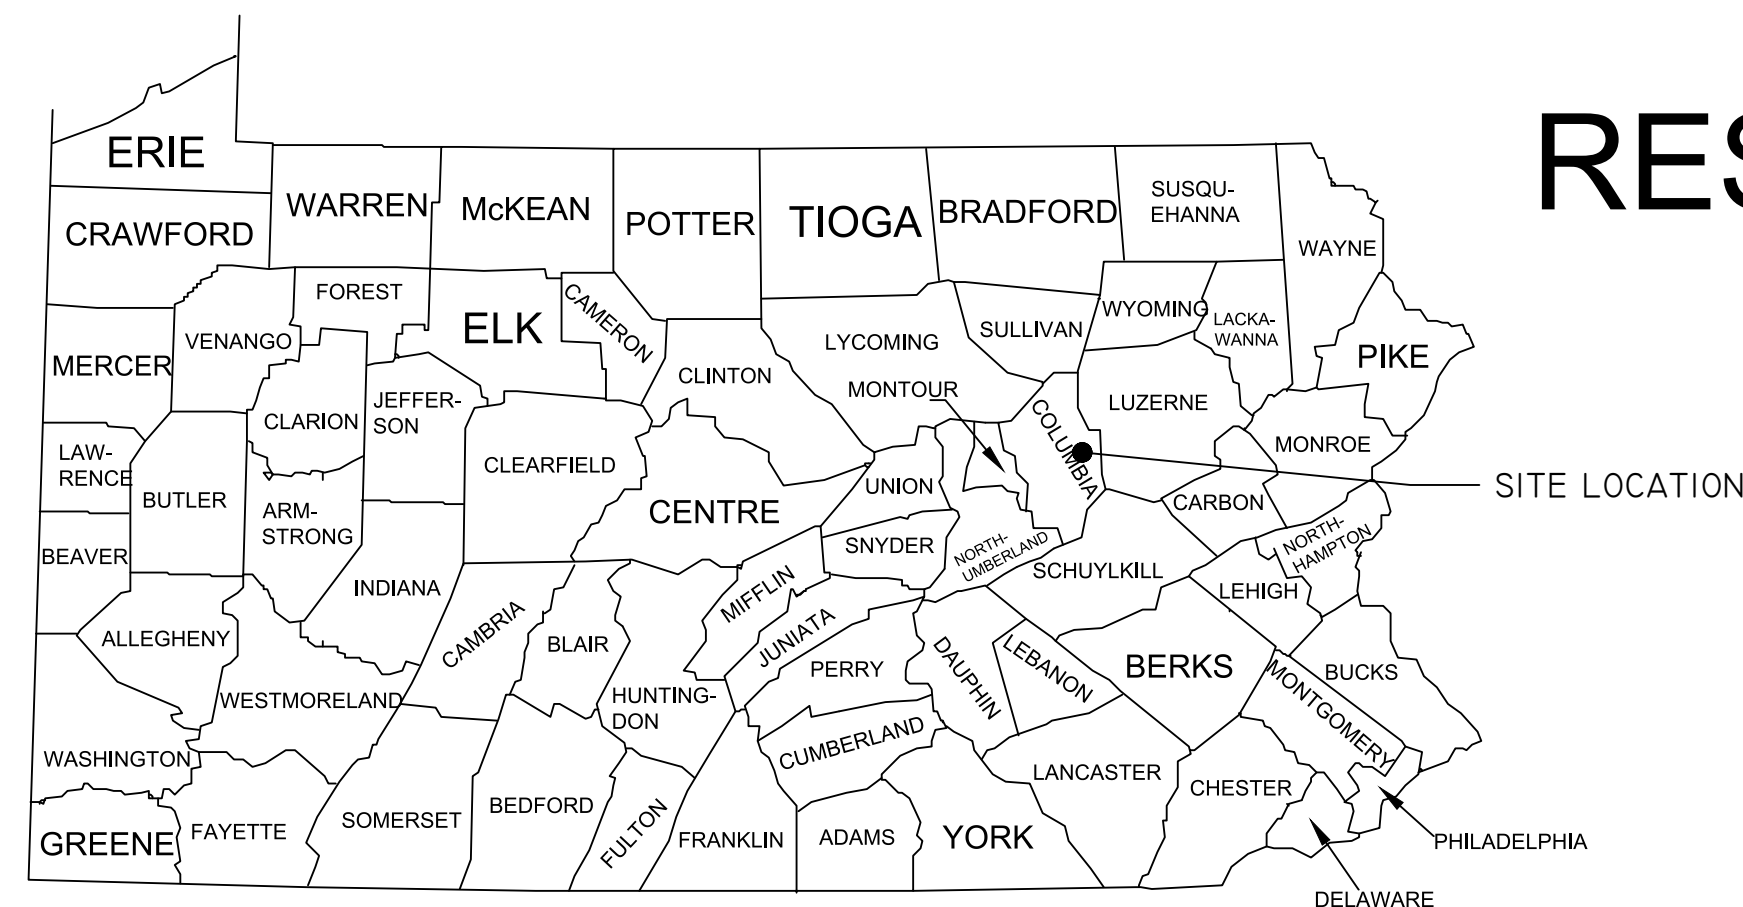 ERIE
RES
WARREN
McKEAN
POTTER
TIOGA
BRADFORD
SUSQU-
EHANNA
CRAWFORD
WAYNE
FOREST
CAMERON
VENANGO
ELK
LYCOMING
SULLIVAN
WYOMING
LACKA-
WANNA
MERCER
CLINTON
PIKE
MONTOUR
JEFFER-
SON
CLARION
COLUMBIA
LUZERNE
MONROE
LAW-
RENCE
CLEARFIELD
UNION
SITE LOCATION
BUTLER
ARM-
STRONG
CENTRE
CARBON
BEAVER
SNYDER
NORTH-
UMBERLAND
NORTH-
HAMPTON
INDIANA
MIFFLIN
SCHUYLKILL
LEHIGH
ALLEGHENY
CAMBRIA
BLAIR
JUNIATA
PERRY
DAUPHIN
LEBANON
BERKS
BUCKS
WESTMORELAND
HUNTING-
DON
MONTGOMERY
WASHINGTON
CUMBERLAND
LANCASTER
CHESTER
GREENE
FAYETTE
SOMERSET
BEDFORD
FULTON
FRANKLIN
ADAMS
YORK
PHILADELPHIA
DELAWARE